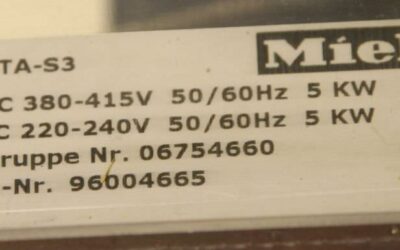 TA-S3
Miel
C 380-415V 50/60Hz 5 KW
C 220-240V 50/60Hz 5 KW
ruppe Nr. 06754660
-Nr. 96004665